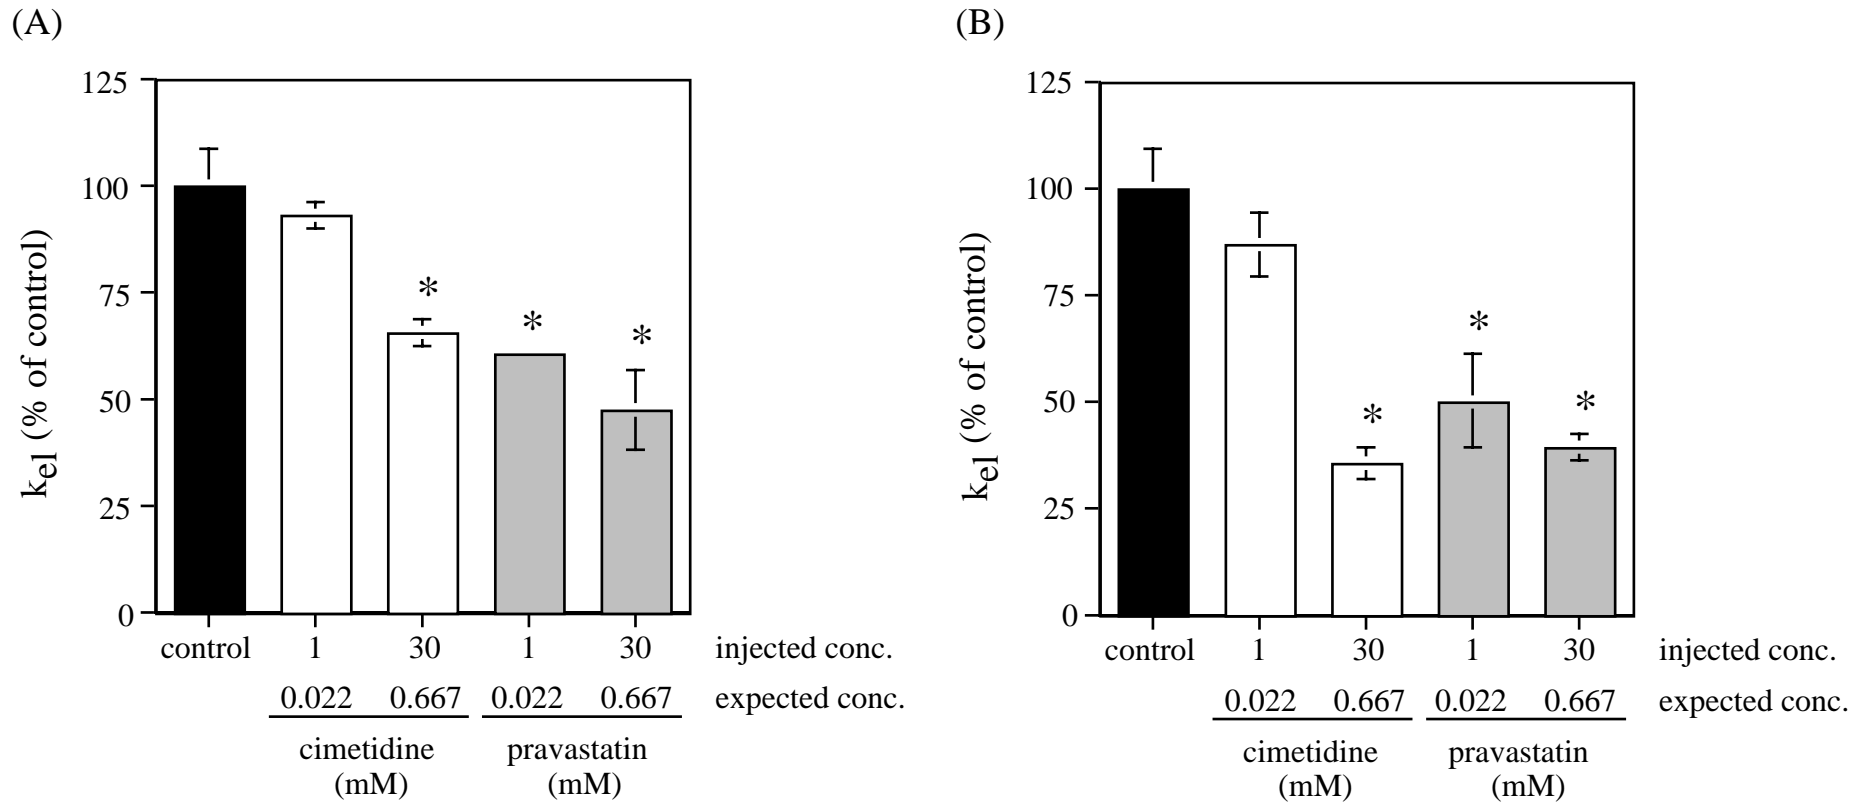 (A)
125
100
75
50
25
0
kel (% of control)
*
*
*
control 1 30 1 30 injected conc.
0.022 0.667 0.022 0.667 expected conc.
cimetidine pravastatin
(mM) (mM)
(B)
125
100
75
50
25
0
kel (% of control)
*
*
*
control 1 30 1 30 injected conc.
0.022 0.667 0.022 0.667 expected conc.
cimetidine pravastatin
(mM) (mM)